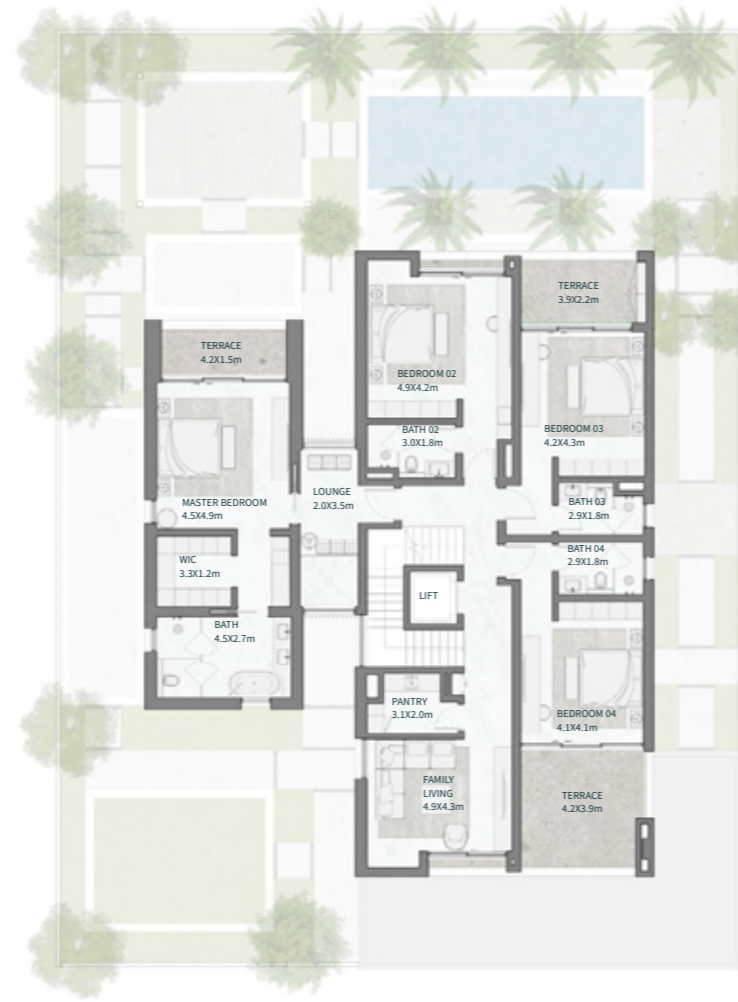 TERRACE
3.9X2.2m
TERRACE
4.2X1.5m
BEDROOM 02
4.9X4.2m
BATH 02
3.0X1.8m
BEDROOM 03
4.2X4.3m
MASTER BEDROOM
4.5X4.9m
LOUNGE
2.0X3.5m
BATH 03
2.9X1.8m
WIC
3.3X1.2m
BATH 04
2.9X1.8m
LIFT
BATH
4.5X2.7m
PANTRY
3.1X2.0m
BEDROOM 04
4.1X4.1m
FAMILY
LIVING
4.9X4.3m
TERRACE
4.2X3.9m